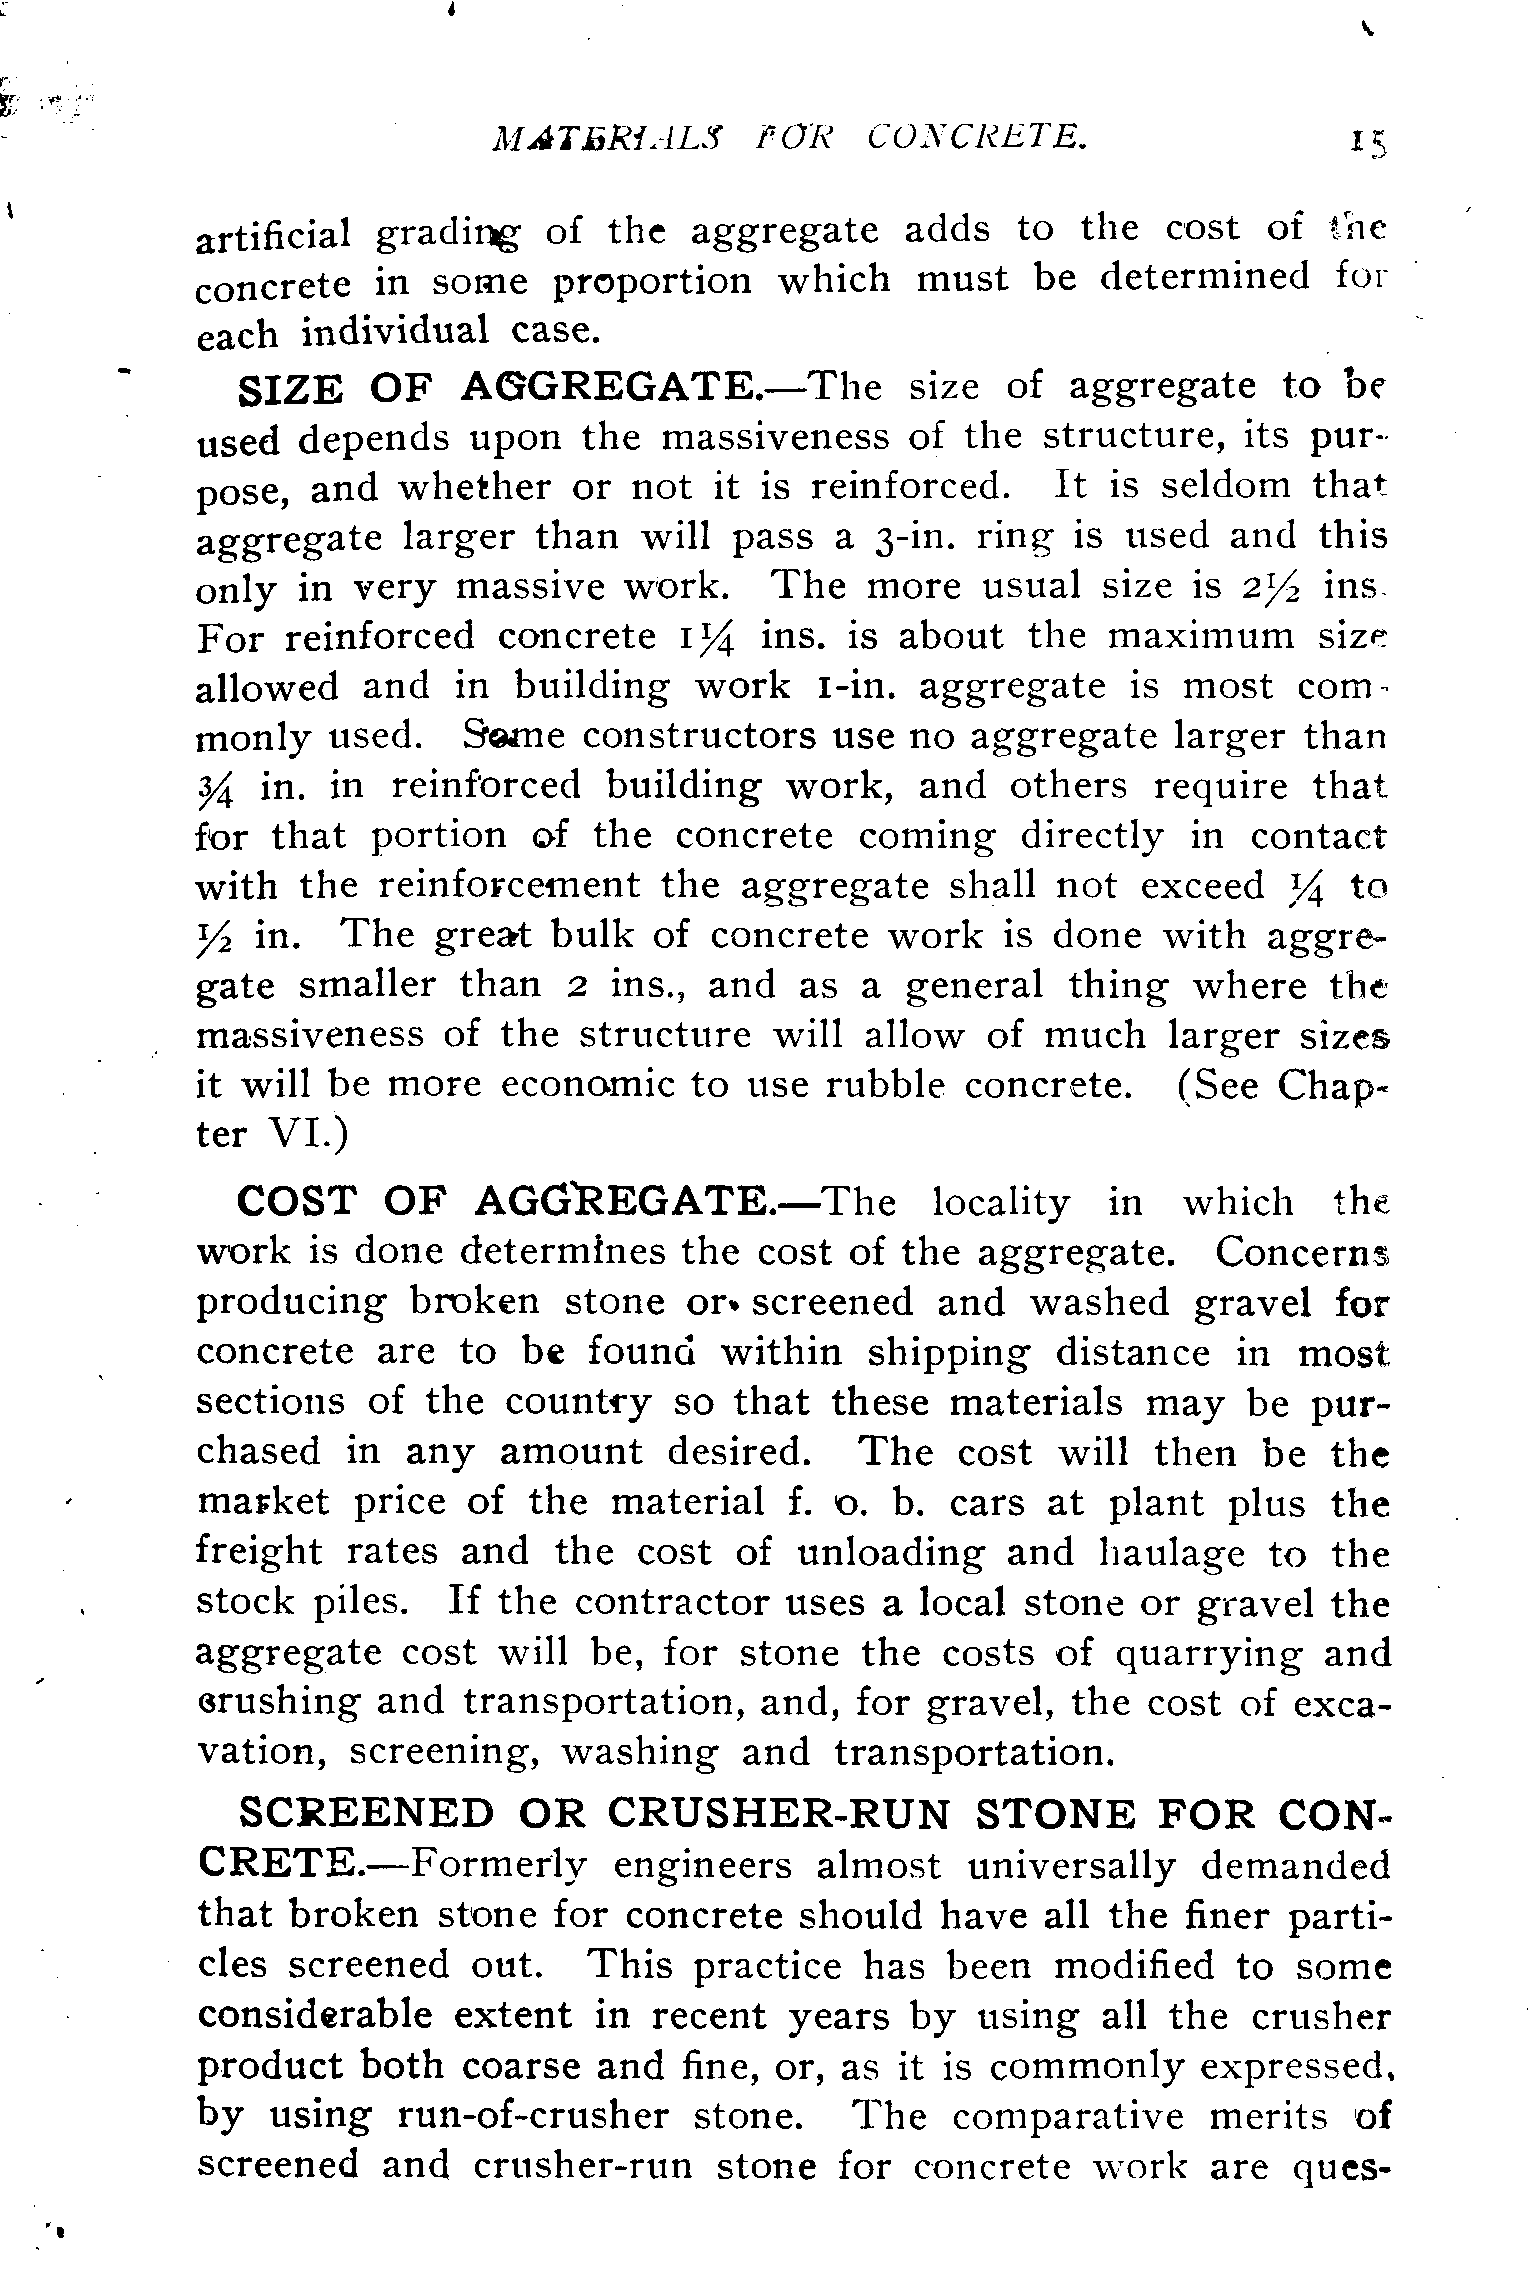 MATERIALS FOR CONCRETE. 15
artificial grading of the aggregate adds to the cost of the
concrete in some proportion which must be determined for
each individual case.
SIZE OF AGGREGATE.—The size of aggregate to be
used depends upon the massiveness of the structure, its pur-
pose, and whether or not it is reinforced. It is seldom that
aggregate larger than will pass a 3-in. ring is used and this
only in very massive work. The more usual size is 2½ ins.
For reinforced concrete 1¼ ins. is about the maximum size
allowed and in building work 1-in. aggregate is most com-
monly used. Some constructors use no aggregate larger than
¾ in. in reinforced building work, and others require that
for that portion of the concrete coming directly in contact
with the reinforcement the aggregate shall not exceed ¼ to
½ in. The great bulk of concrete work is done with aggre-
gate smaller than 2 ins., and as a general thing where the
massiveness of the structure will allow of much larger sizes
it will be more economic to use rubble concrete. (See Chap-
ter VI.)
COST OF AGGREGATE.—The locality in which the
work is done determines the cost of the aggregate. Concerns
producing broken stone or screened and washed gravel for
concrete are to be found within shipping distance in most
sections of the country so that these materials may be pur-
chased in any amount desired. The cost will then be the
market price of the material f. o. b. cars at plant plus the
freight rates and the cost of unloading and haulage to the
stock piles. If the contractor uses a local stone or gravel the
aggregate cost will be, for stone the costs of quarrying and
crushing and transportation, and, for gravel, the cost of exca-
vation, screening, washing and transportation.
SCREENED OR CRUSHER-RUN STONE FOR CON-
CRETE.—Formerly engineers almost universally demanded
that broken stone for concrete should have all the finer parti-
cles screened out. This practice has been modified to some
considerable extent in recent years by using all the crusher
product both coarse and fine, or, as it is commonly expressed,
by using run-of-crusher stone. The comparative merits of
screened and crusher-run stone for concrete work are ques-